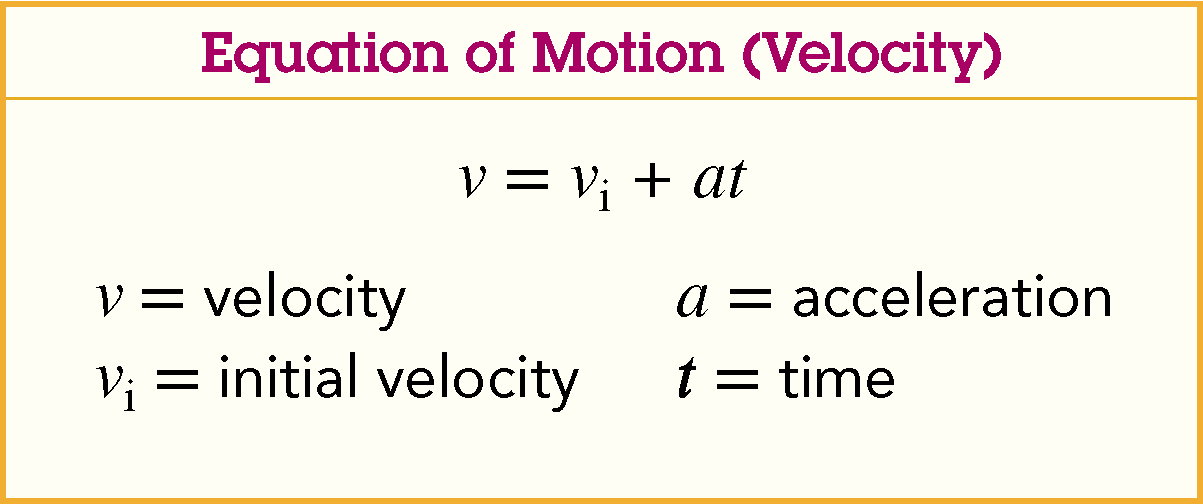 Equation of Motion (Velocity)
v = vᵢ + at
v = velocity a = acceleration
vᵢ = initial velocity t = time